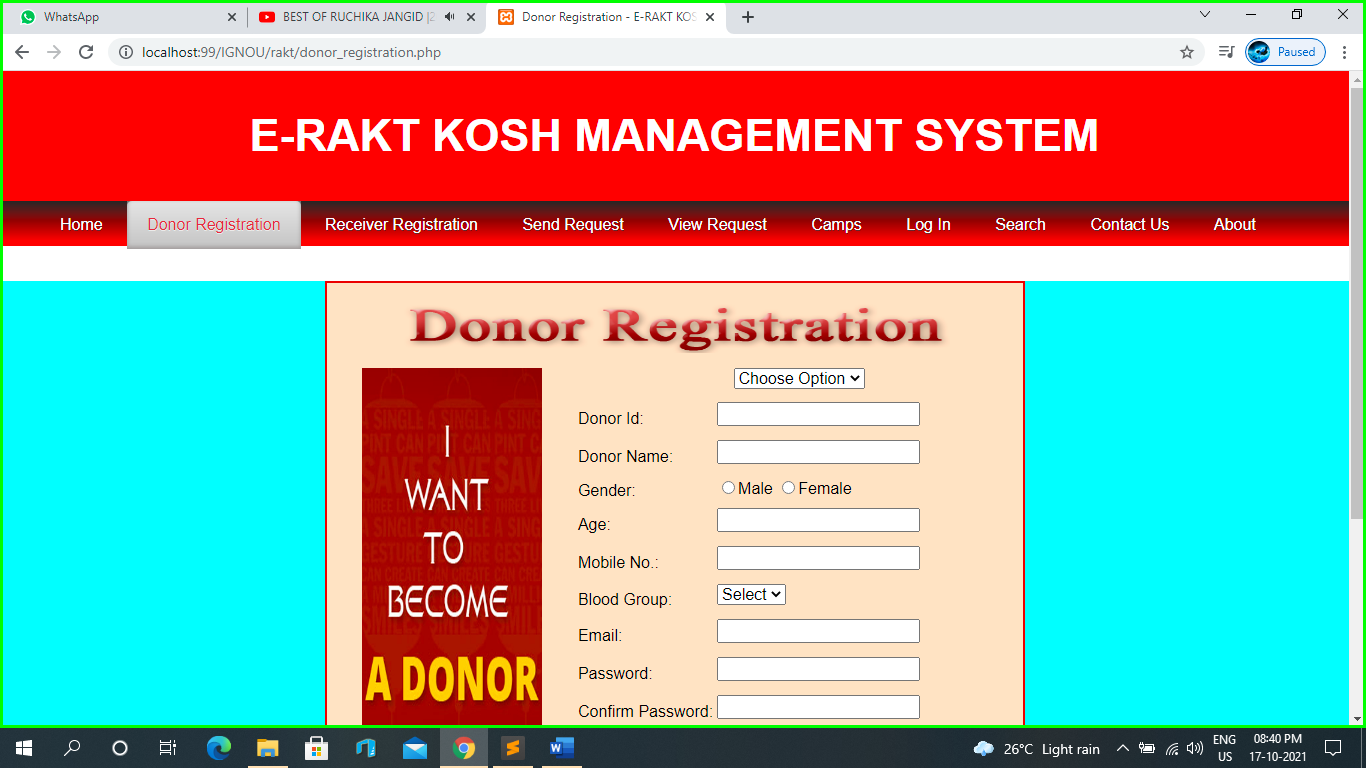 WhatsApp
BEST OF RUCHIKA JANGID |2
Donor Registration - E-RAKT KOS
localhost:99/IGNOU/rakt/donor_registration.php
Paused
E-RAKT KOSH MANAGEMENT SYSTEM
Home
Donor Registration
Receiver Registration
Send Request
View Request
Camps
Log In
Search
Contact Us
About
Donor Registration
Choose Option
Donor Id:
Donor Name:
Gender: Male Female
Age:
Mobile No.:
Blood Group: Select
Email:
Password:
Confirm Password:
I
WANT
TO
BECOME
A DONOR
26°C Light rain
ENG
US
08:40 PM
17-10-2021